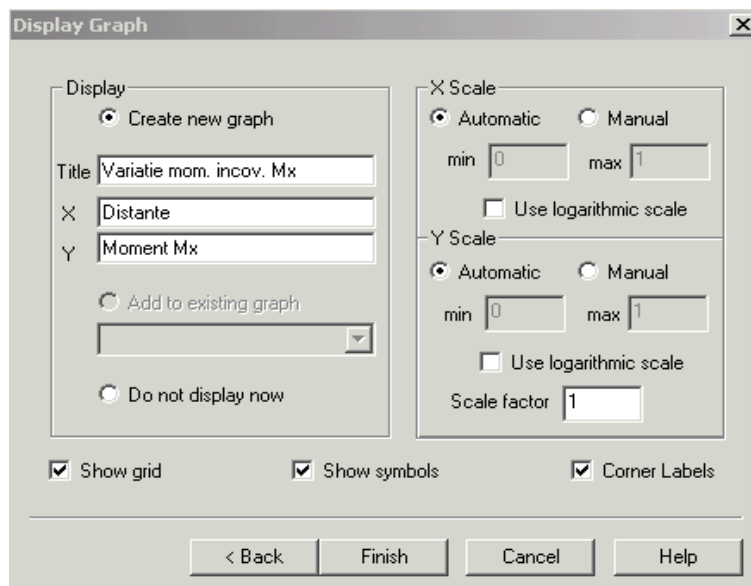 Display Graph
Display
Create new graph
Title Variatie mom. incov. Mx
X Distante
Y Moment Mx
Add to existing graph
Do not display now
X Scale
Automatic Manual
min 0 max 1
Use logarithmic scale
Y Scale
Automatic Manual
min 0 max 1
Use logarithmic scale
Scale factor 1
Show grid Show symbols Corner Labels
< Back Finish Cancel Help